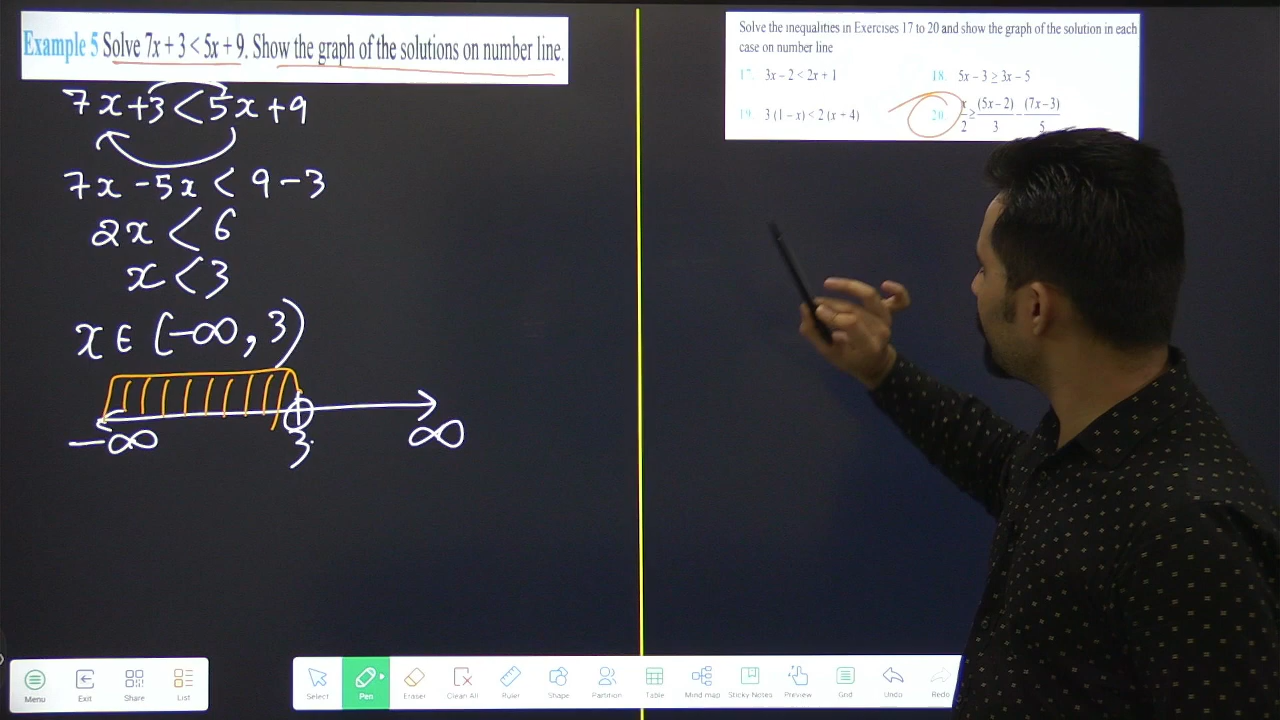 Example 5 Solve 7x + 3 < 5x + 9. Show the graph of the solutions on number line.
7x+3 < 5x+9
7x - 5x < 9 - 3
2x < 6
x < 3
x ∈ (-∞, 3)
-∞ 3 ∞
Solve the inequalities in Exercises 17 to 20 and show the graph of the solution in each
case on number line
17. 3x – 2 < 2x + 1
18. 5x – 3 ≥ 3x – 5
19. 3 (1 – x) < 2 (x + 4)
20. x/2 ≥ (5x–2)/3 – (7x–3)/5
Menu Exit Share List
Select Pen Eraser Clean All Ruler Shape Partition Table Mind map Sticky Notes Preview Grid Undo Redo